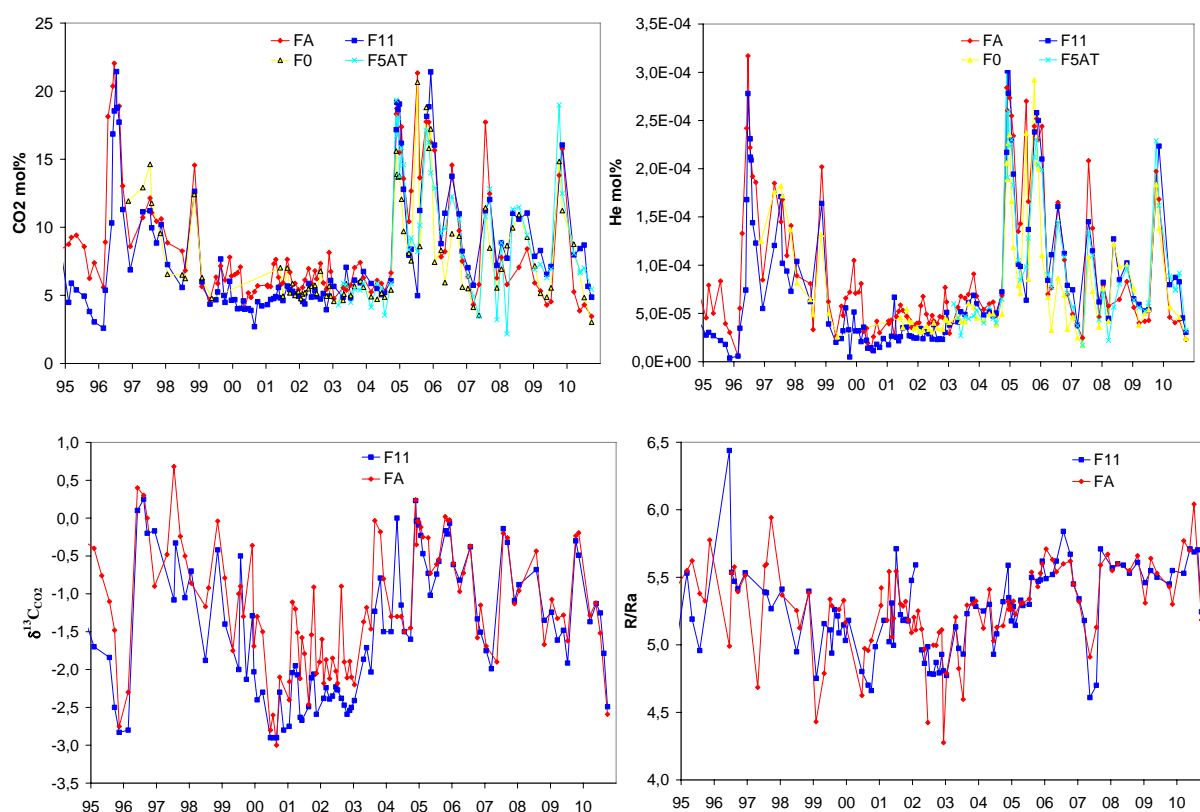 CO2 mol%
25
20
15
10
5
0
FA F11
F0 F5AT
95 96 97 98 99 00 01 02 03 04 05 06 07 08 09 10
He mol%
3,5E-04
3,0E-04
2,5E-04
2,0E-04
1,5E-04
1,0E-04
5,0E-05
0,0E+00
FA F11
F0 F5AT
95 96 97 98 99 00 01 02 03 04 05 06 07 08 09 10
δ13CCO2
1,0
0,5
0,0
-0,5
-1,0
-1,5
-2,0
-2,5
-3,0
-3,5
F11
FA
95 96 97 98 99 00 01 02 03 04 05 06 07 08 09 10
R/Ra
6,5
6,0
5,5
5,0
4,5
4,0
F11
FA
95 96 97 98 99 00 01 02 03 04 05 06 07 08 09 10